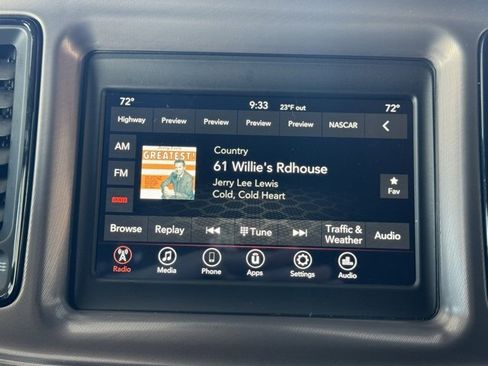 72° 9:33 23°F out 72°
Highway Preview Preview Preview Preview NASCAR
AM
FM
GREATEST!
Country
61 Willie's Rdhouse
Jerry Lee Lewis
Cold, Cold Heart
Fav
Browse Replay Tune Traffic & Weather Audio
Radio Media Phone Apps Settings Audio